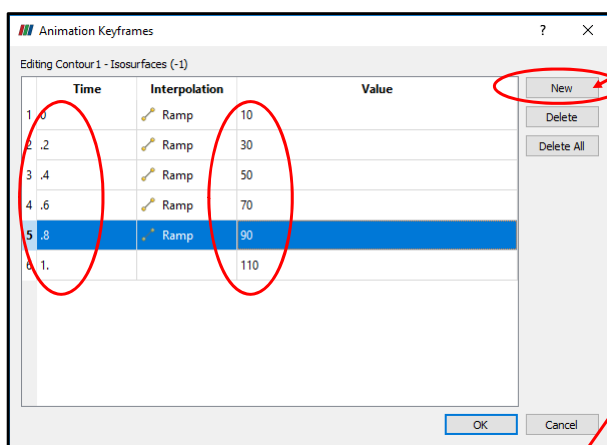 Animation Keyframes ? ×
Editing Contour1 - Isosurfaces (-1)
Time Interpolation Value
1 0 Ramp 10
2 .2 Ramp 30
3 .4 Ramp 50
4 .6 Ramp 70
5 .8 Ramp 90
6 1. 110
New
Delete
Delete All
OK Cancel